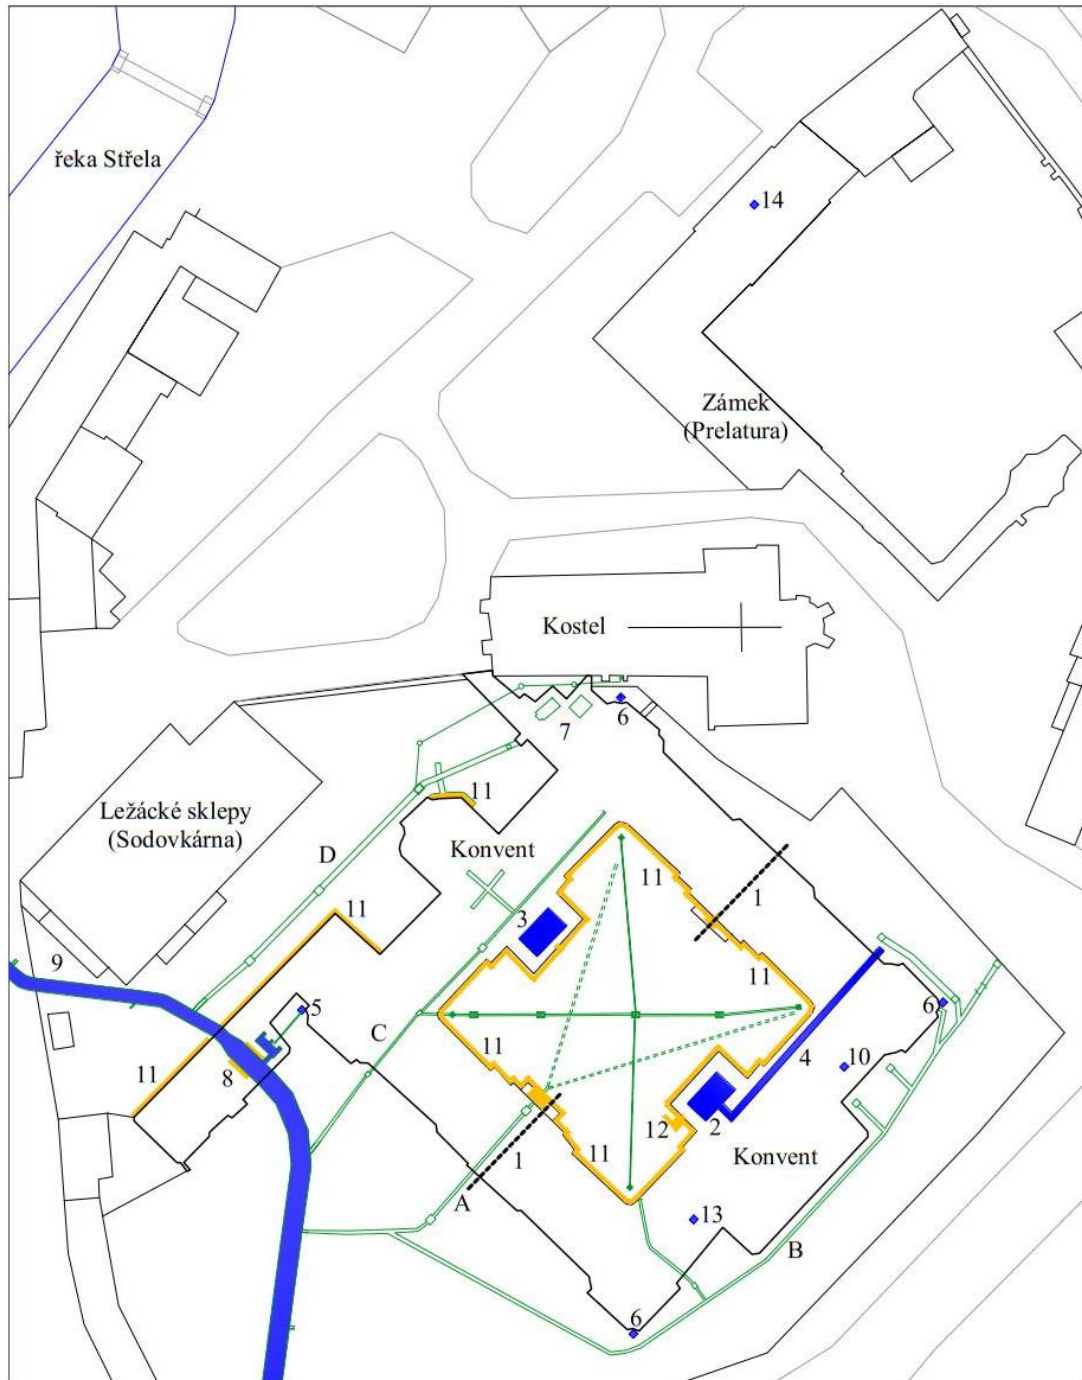 řeka Střela
14
Zámek
(Prelatura)
Kostel
6
7
11
Ležácké sklepy
(Sodovkárna)
D
Konvent
11
1
3
11
9
11
6
5
C
4
10
11
8
11
12
2
1
11
Konvent
A
13
B
6